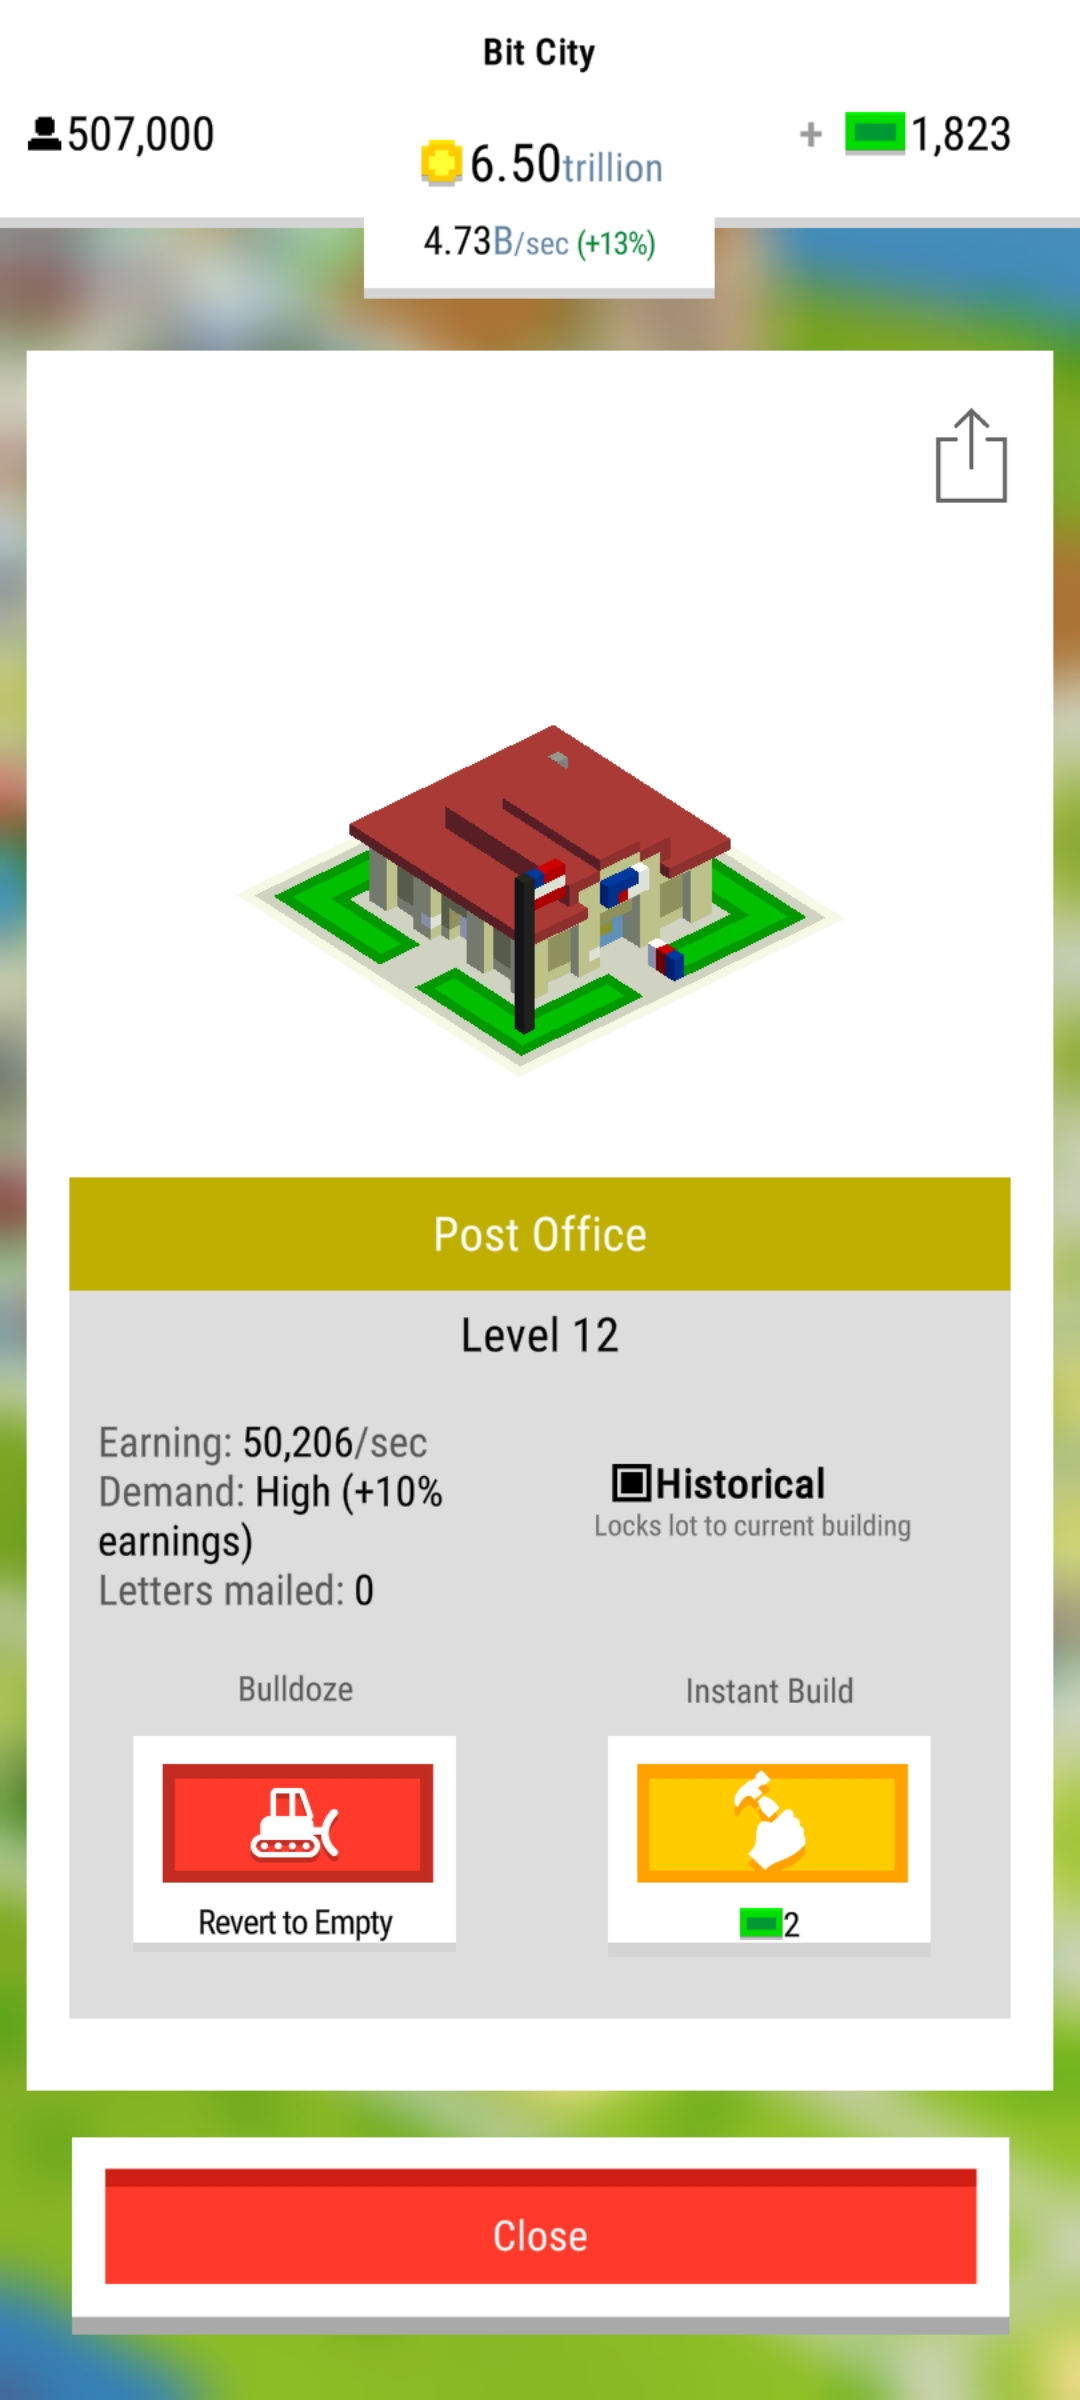 Bit City
507,000
6.50trillion
+ 1,823
4.73B/sec (+13%)
Post Office
Level 12
Earning: 50,206/sec
Demand: High (+10%
earnings)
Letters mailed: 0
Historical
Locks lot to current building
Bulldoze
Revert to Empty
Instant Build
2
Close